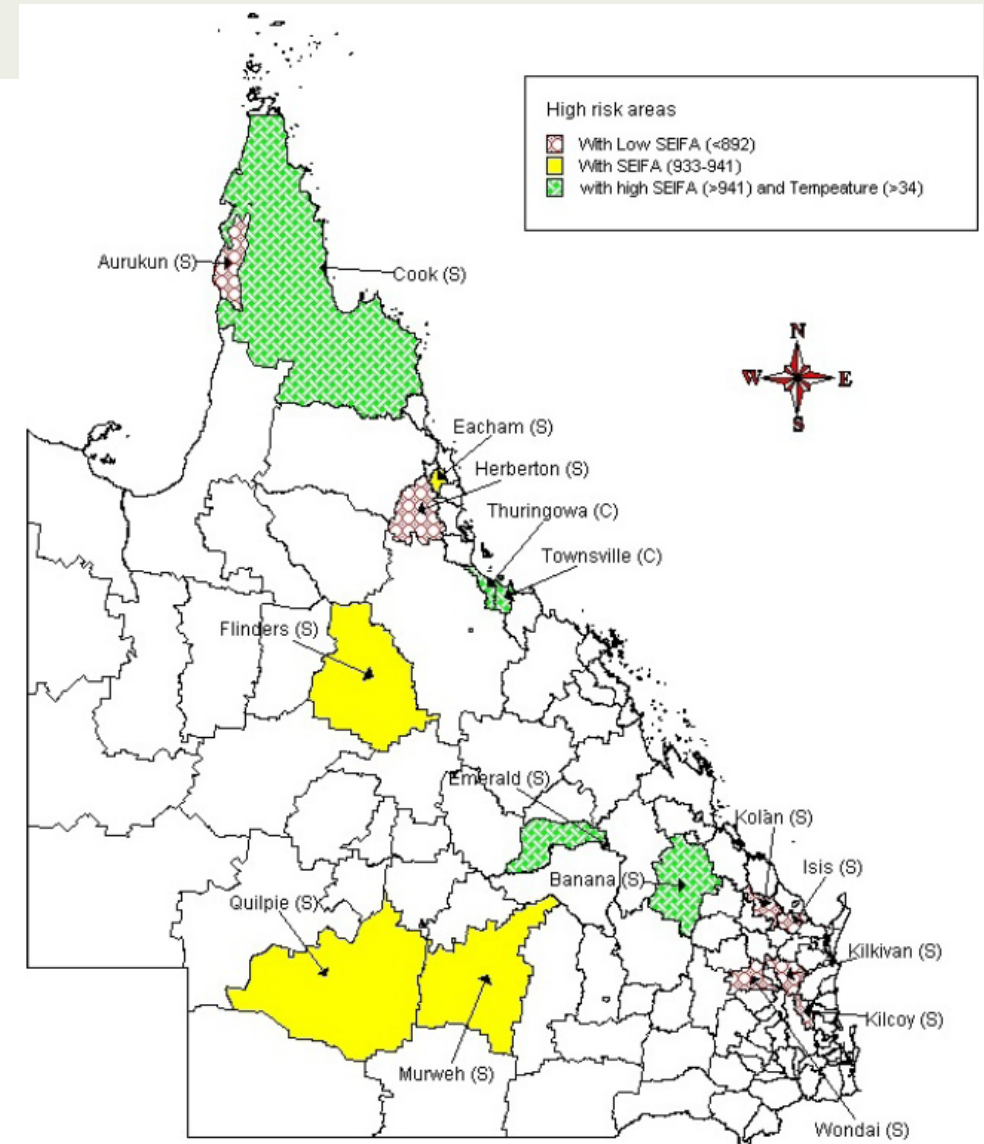 High risk areas
With Low SEIFA (<892)
With SEIFA (933-941)
with high SEIFA (>941) and Tempeature (>34)
Aurukun (S)
Cook (S)
N
W E
S
Eacham (S)
Herberton (S)
Thuringowa (C)
Townsville (C)
Flinders (S)
Emerald (S)
Kolan (S)
Isis (S)
Banana (S)
Quilpie (S)
Kilkivan (S)
Kilcoy (S)
Murweh (S)
Wondai (S)